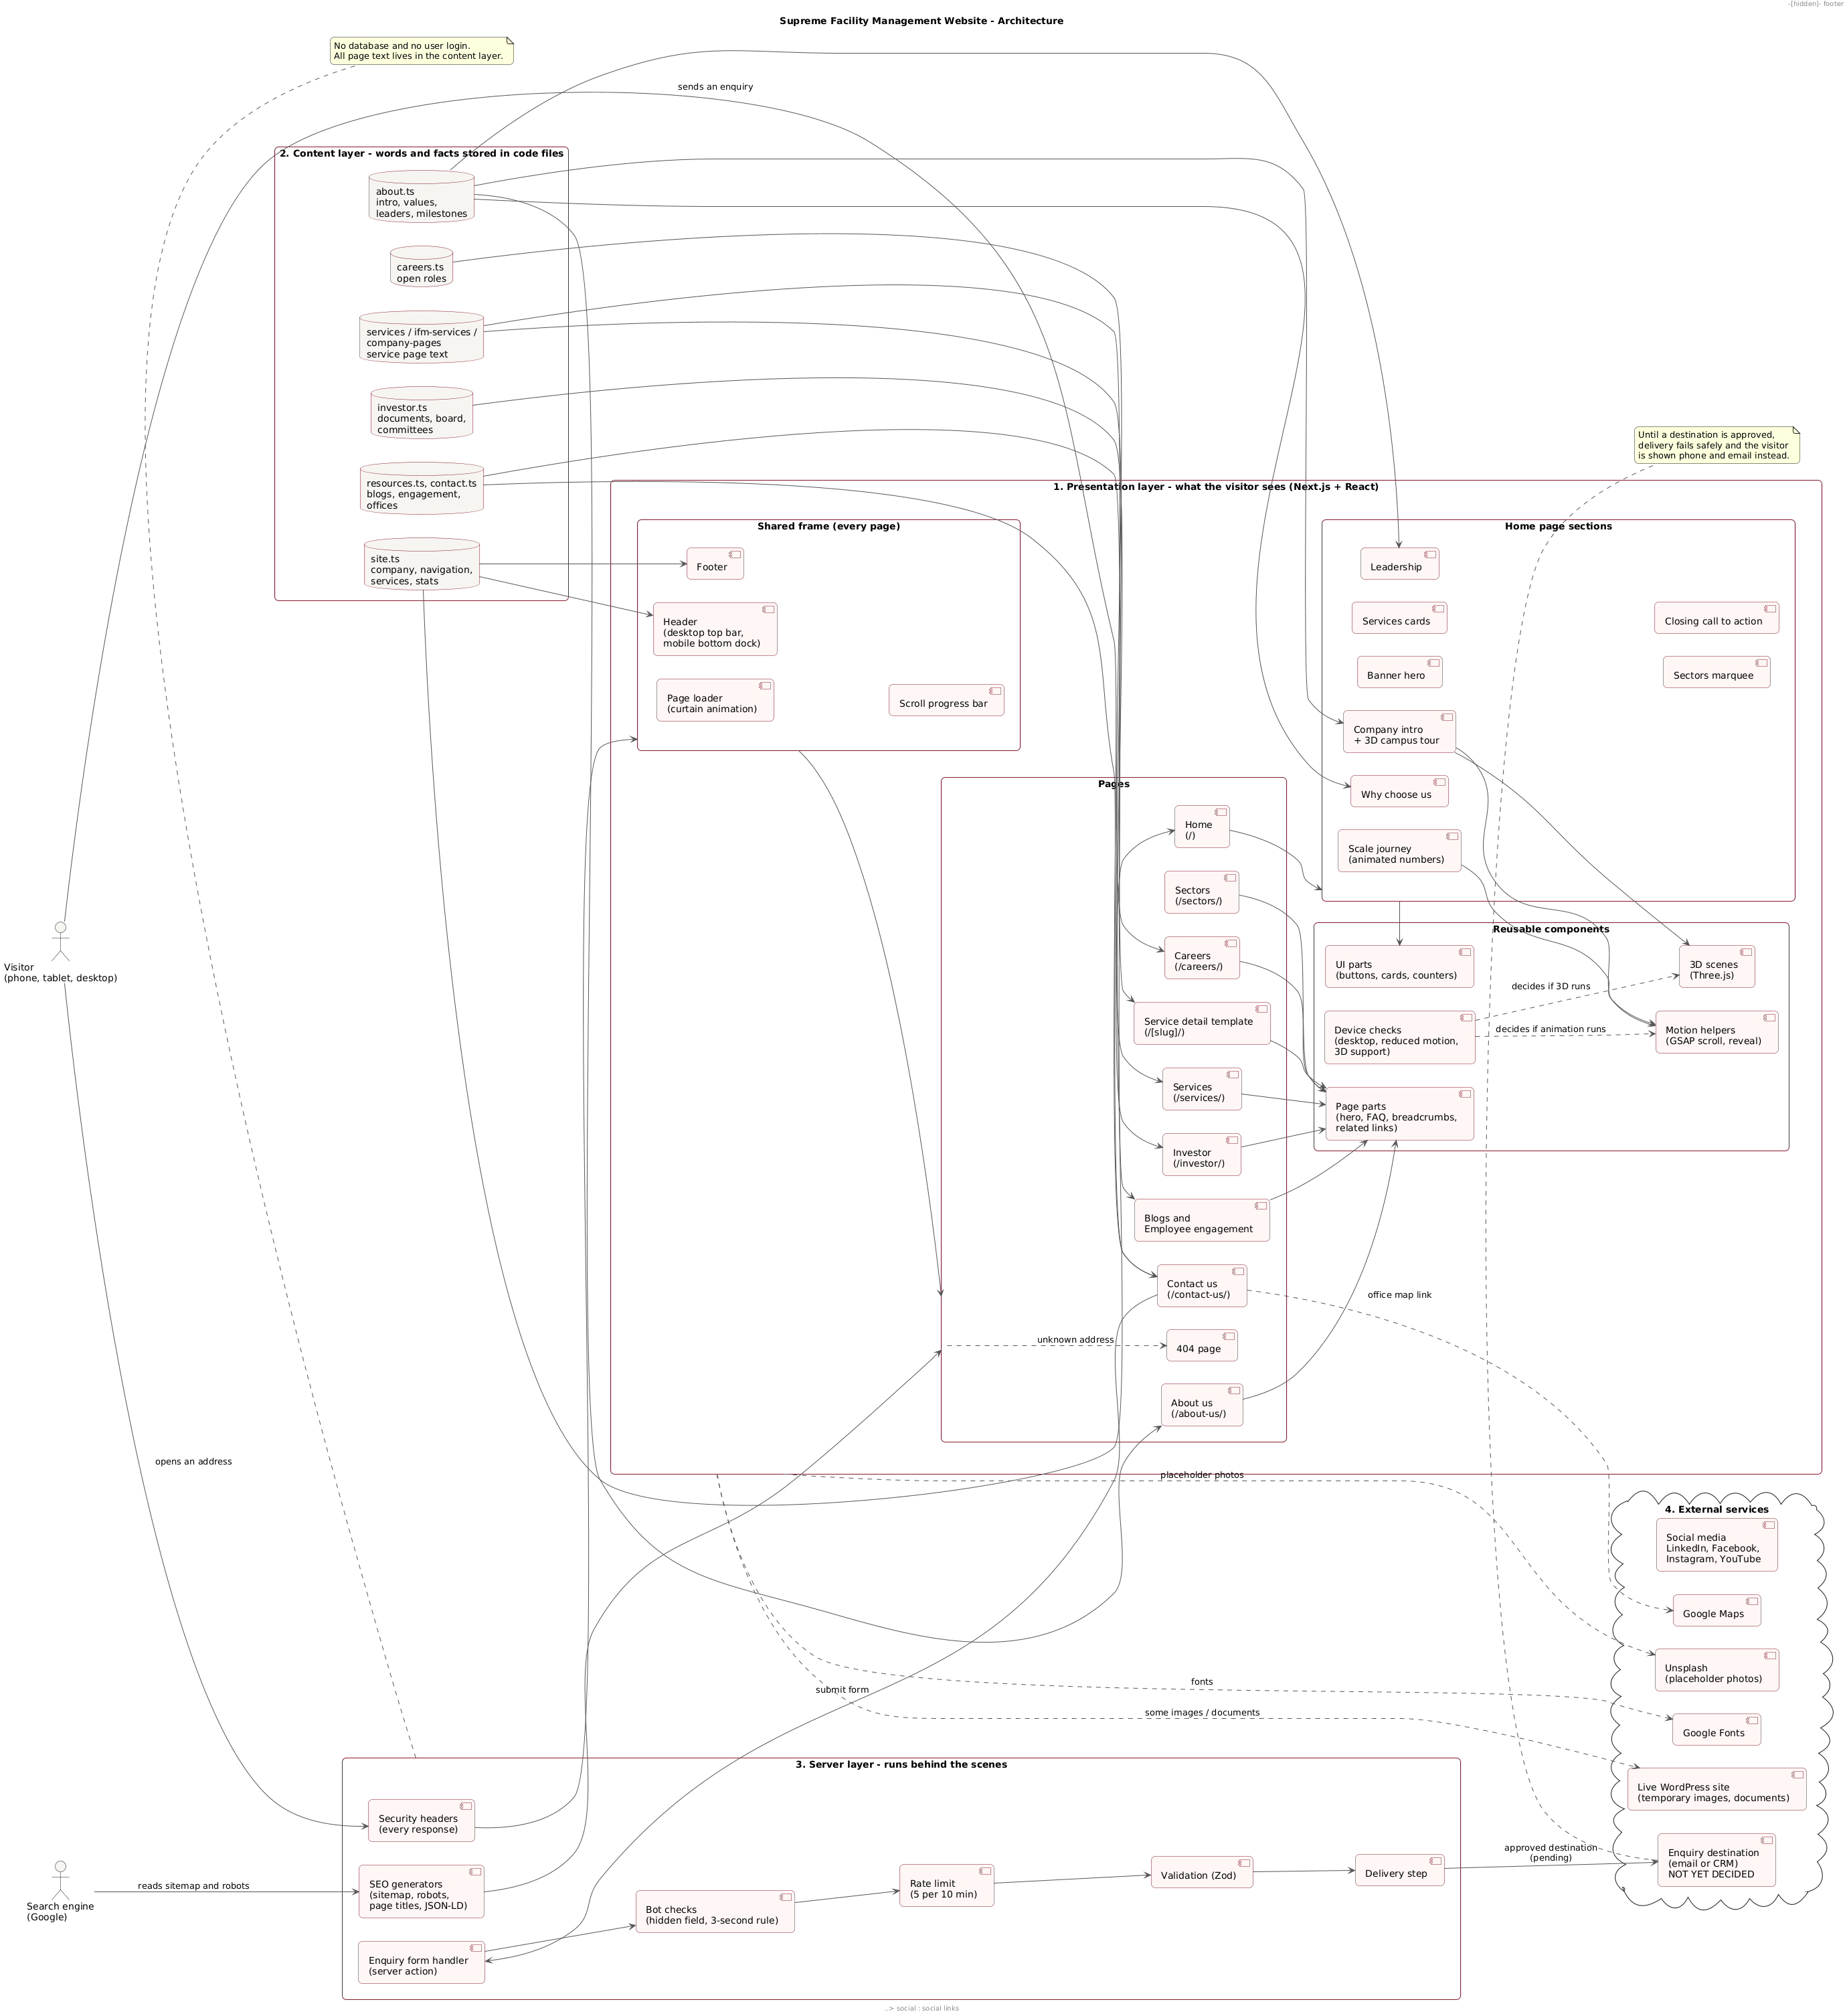 -[hidden]- footer
Supreme Facility Management Website - Architecture
No database and no user login.
All page text lives in the content layer.
sends an enquiry
2. Content layer - words and facts stored in code files
about.ts
intro, values,
leaders, milestones
careers.ts
open roles
services / ifm-services /
company-pages
service page text
investor.ts
documents, board,
committees
resources.ts, contact.ts
blogs, engagement,
offices
site.ts
company, navigation,
services, stats
Until a destination is approved,
delivery fails safely and the visitor
is shown phone and email instead.
1. Presentation layer - what the visitor sees (Next.js + React)
Shared frame (every page)
Footer
Header
(desktop top bar,
mobile bottom dock)
Page loader
(curtain animation)
Scroll progress bar
Home page sections
Leadership
Services cards
Closing call to action
Banner hero
Sectors marquee
Company intro
+ 3D campus tour
Why choose us
Scale journey
(animated numbers)
Pages
Home
(/)
Sectors
(/sectors/)
Careers
(/careers/)
Service detail template
(/[slug]/)
Services
(/services/)
Investor
(/investor/)
Blogs and
Employee engagement
Contact us
(/contact-us/)
unknown address
404 page
About us
(/about-us/)
Reusable components
UI parts
(buttons, cards, counters)
3D scenes
(Three.js)
decides if 3D runs
Device checks
(desktop, reduced motion,
3D support)
decides if animation runs
Motion helpers
(GSAP scroll, reveal)
Page parts
(hero, FAQ, breadcrumbs,
related links)
office map link
Visitor
(phone, tablet, desktop)
opens an address
placeholder photos
4. External services
Social media
LinkedIn, Facebook,
Instagram, YouTube
Google Maps
Unsplash
(placeholder photos)
submit form
fonts
some images / documents
Google Fonts
Live WordPress site
(temporary images, documents)
Enquiry destination
(email or CRM)
NOT YET DECIDED
3. Server layer - runs behind the scenes
Security headers
(every response)
Search engine
(Google)
reads sitemap and robots
SEO generators
(sitemap, robots,
page titles, JSON-LD)
Enquiry form handler
(server action)
Bot checks
(hidden field, 3-second rule)
Rate limit
(5 per 10 min)
Validation (Zod)
Delivery step
approved destination
(pending)
..> social : social links